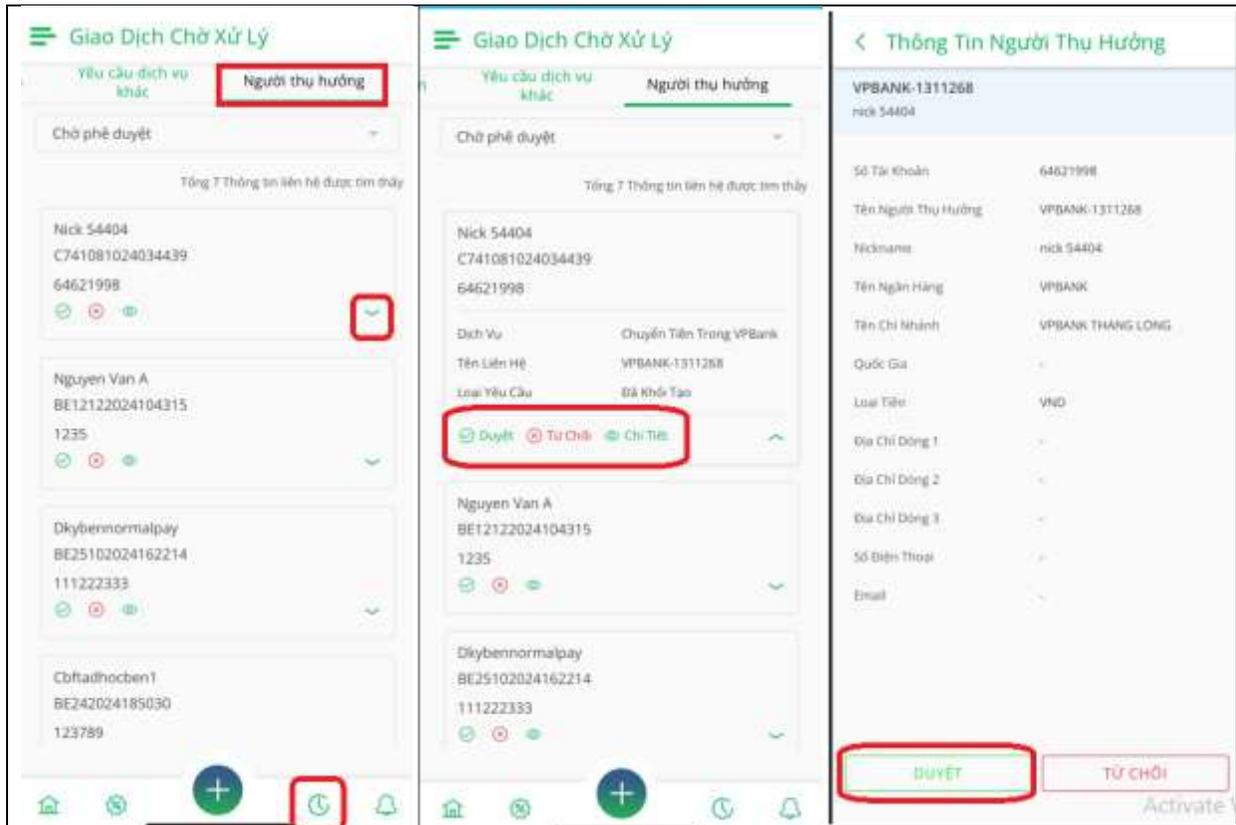 Giao Dịch Chờ Xử Lý
Yêu cầu dịch vụ
khác
Người thụ hưởng
Chờ phê duyệt
Tổng 7 Thông tin liên hệ được tìm thấy
Nick 54404
C741081024034439
64621998
Nguyen Van A
BE12122024104315
1235
Dkybennormalpay
BE25102024162214
111222333
Cbftadhocben1
BE242024185030
123789
Giao Dịch Chờ Xử Lý
n
Yêu cầu dịch vụ
khác
Người thụ hưởng
Chờ phê duyệt
Tổng 7 Thông tin liên hệ được tìm thấy
Nick 54404
C741081024034439
64621998
Dịch Vụ Chuyển Tiền Trong VPBank
Tên Liên Hệ VPBANK-1311268
Loại Yêu Cầu Đã Khởi Tạo
Duyệt Từ Chối Chi Tiết
Nguyen Van A
BE12122024104315
1235
Dkybennormalpay
BE25102024162214
111222333
Thông Tin Người Thụ Hưởng
VPBANK-1311268
nick 54404
Số Tài Khoản 64621998
Tên Người Thụ Hưởng VPBANK-1311268
Nickname nick 54404
Tên Ngân Hàng VPBANK
Tên Chi Nhánh VPBANK THANG LONG
Quốc Gia -
Loại Tiền VND
Địa Chỉ Dòng 1 -
Địa Chỉ Dòng 2 -
Địa Chỉ Dòng 3 -
Số Điện Thoại -
Email -
DUYỆT TỪ CHỐI
Activate